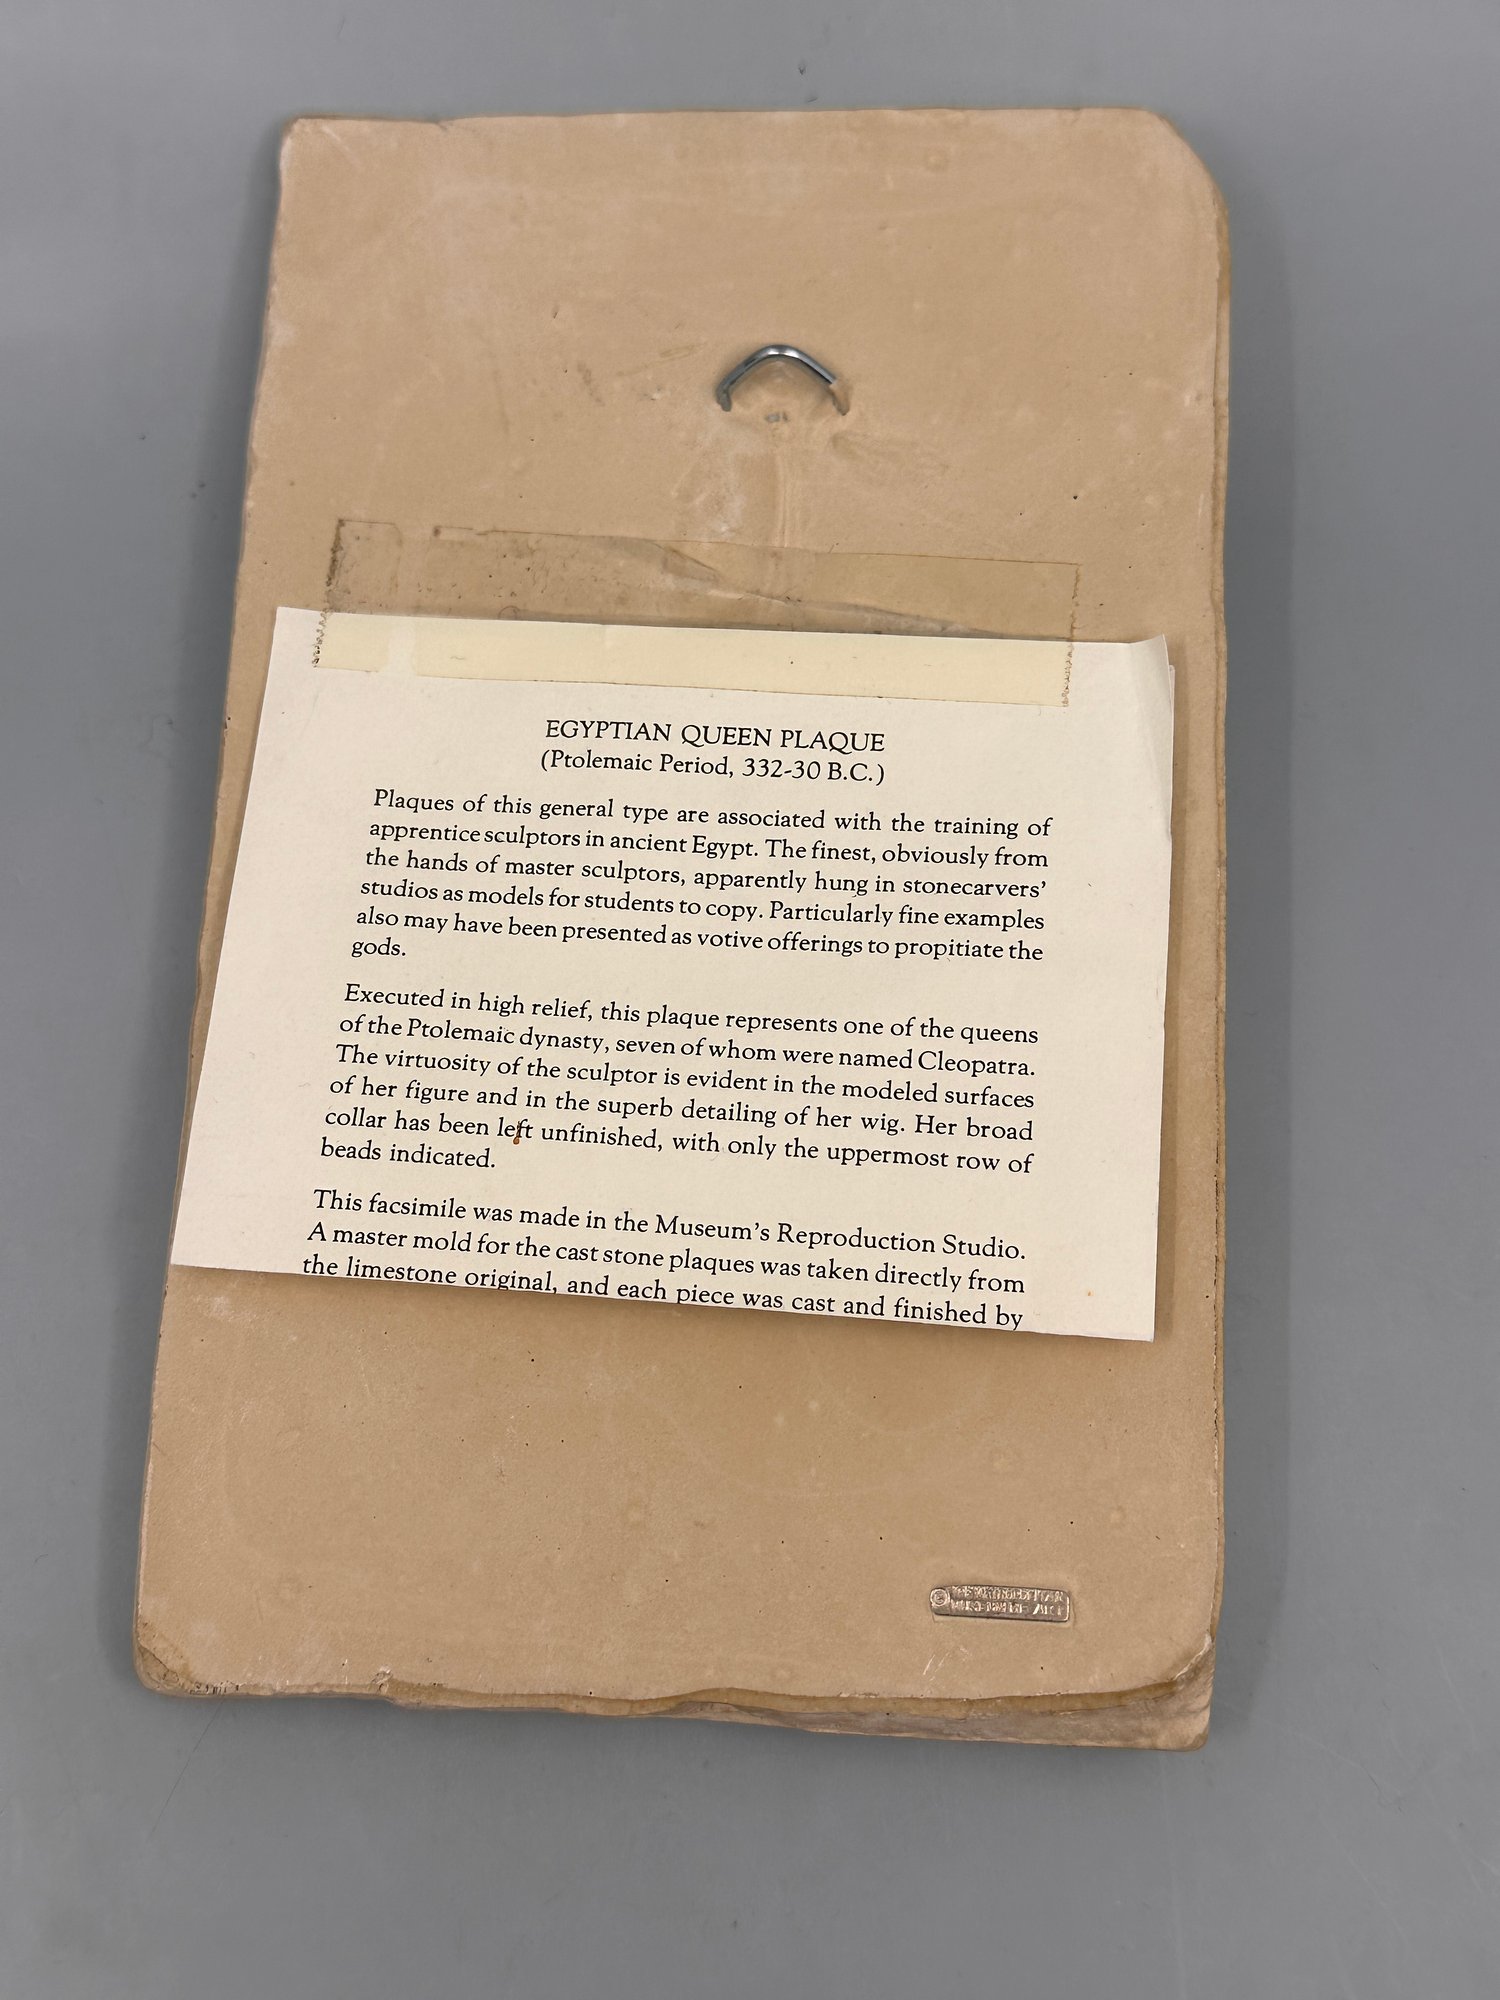 EGYPTIAN QUEEN PLAQUE
(Ptolemaic Period, 332-30 B.C.)
Plaques of this general type are associated with the training of
apprentice sculptors in ancient Egypt. The finest, obviously from
the hands of master sculptors, apparently hung in stonecarvers'
studios as models for students to copy. Particularly fine examples
also may have been presented as votive offerings to propitiate the
gods.
Executed in high relief, this plaque represents one of the queens
of the Ptolemaic dynasty, seven of whom were named Cleopatra.
The virtuosity of the sculptor is evident in the modeled surfaces
of her figure and in the superb detailing of her wig. Her broad
collar has been left unfinished, with only the uppermost row of
beads indicated.
This facsimile was made in the Museum's Reproduction Studio.
A master mold for the cast stone plaques was taken directly from
the limestone original, and each piece was cast and finished by
© METROPOLITAN
MUSEUM OF ART